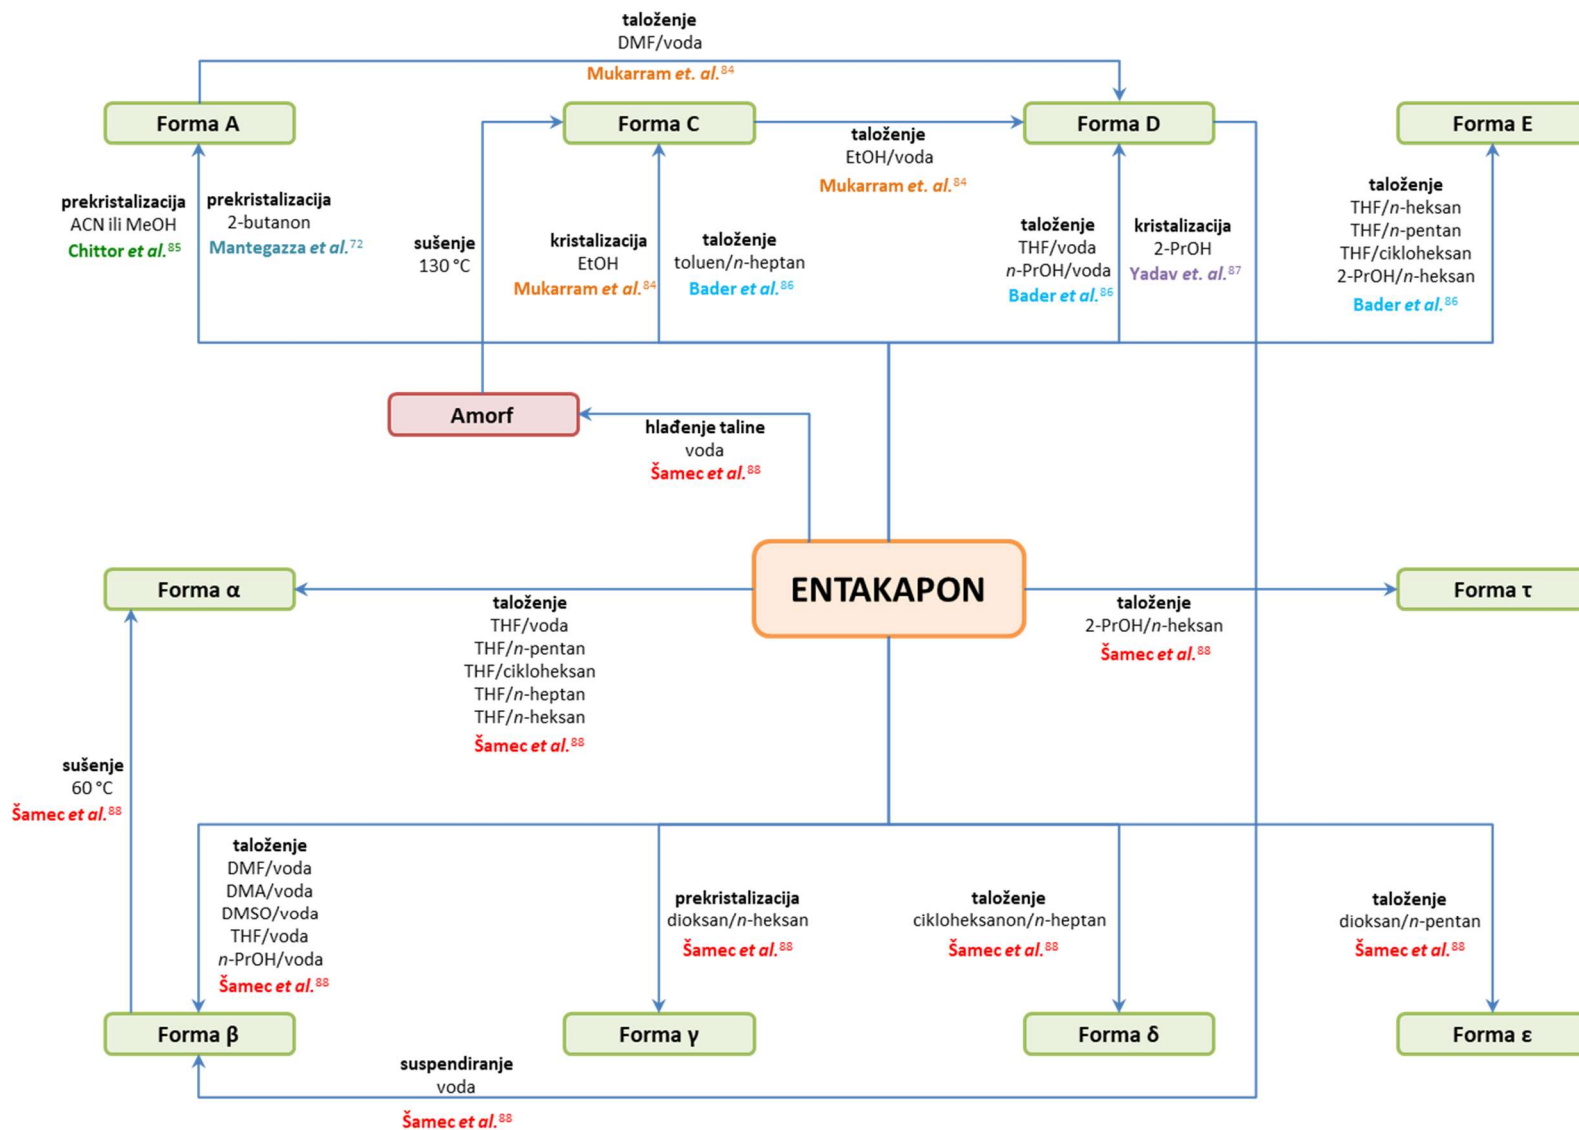 taloženje
DMF/voda
Mukarram et. al.84
Forma A
Forma C
Forma D
Forma E
taloženje
EtOH/voda
Mukarram et. al.84
prekristalizacija
ACN ili MeOH
Chittor et al.85
prekristalizacija
2-butanon
Mantegazza et al.72
sušenje
130 °C
kristalizacija
EtOH
Mukarram et al.84
taloženje
toluen/n-heptan
Bader et al.86
taloženje
THF/voda
n-PrOH/voda
Bader et al.86
kristalizacija
2-PrOH
Yadav et. al.87
taloženje
THF/n-heksan
THF/n-pentan
THF/cikloheksan
2-PrOH/n-heksan
Bader et al.86
Amorf
hlađenje taline
voda
Šamec et al.88
ENTAKAPON
Forma α
taloženje
THF/voda
THF/n-pentan
THF/cikloheksan
THF/n-heptan
THF/n-heksan
Šamec et al.88
taloženje
2-PrOH/n-heksan
Šamec et al.88
Forma τ
sušenje
60 °C
Šamec et al.88
taloženje
DMF/voda
DMA/voda
DMSO/voda
THF/voda
n-PrOH/voda
Šamec et al.88
prekristalizacija
dioksan/n-heksan
Šamec et al.88
taloženje
cikloheksanon/n-heptan
Šamec et al.88
taloženje
dioksan/n-pentan
Šamec et al.88
Forma β
Forma γ
Forma δ
Forma ε
suspendiranje
voda
Šamec et al.88